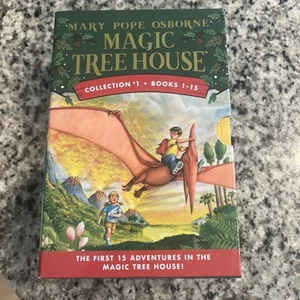 MARY POPE OSBORNE
MAGIC
TREE HOUSE
COLLECTION #1 • BOOKS 1-15
THE FIRST 15 ADVENTURES IN THE
MAGIC TREE HOUSE!